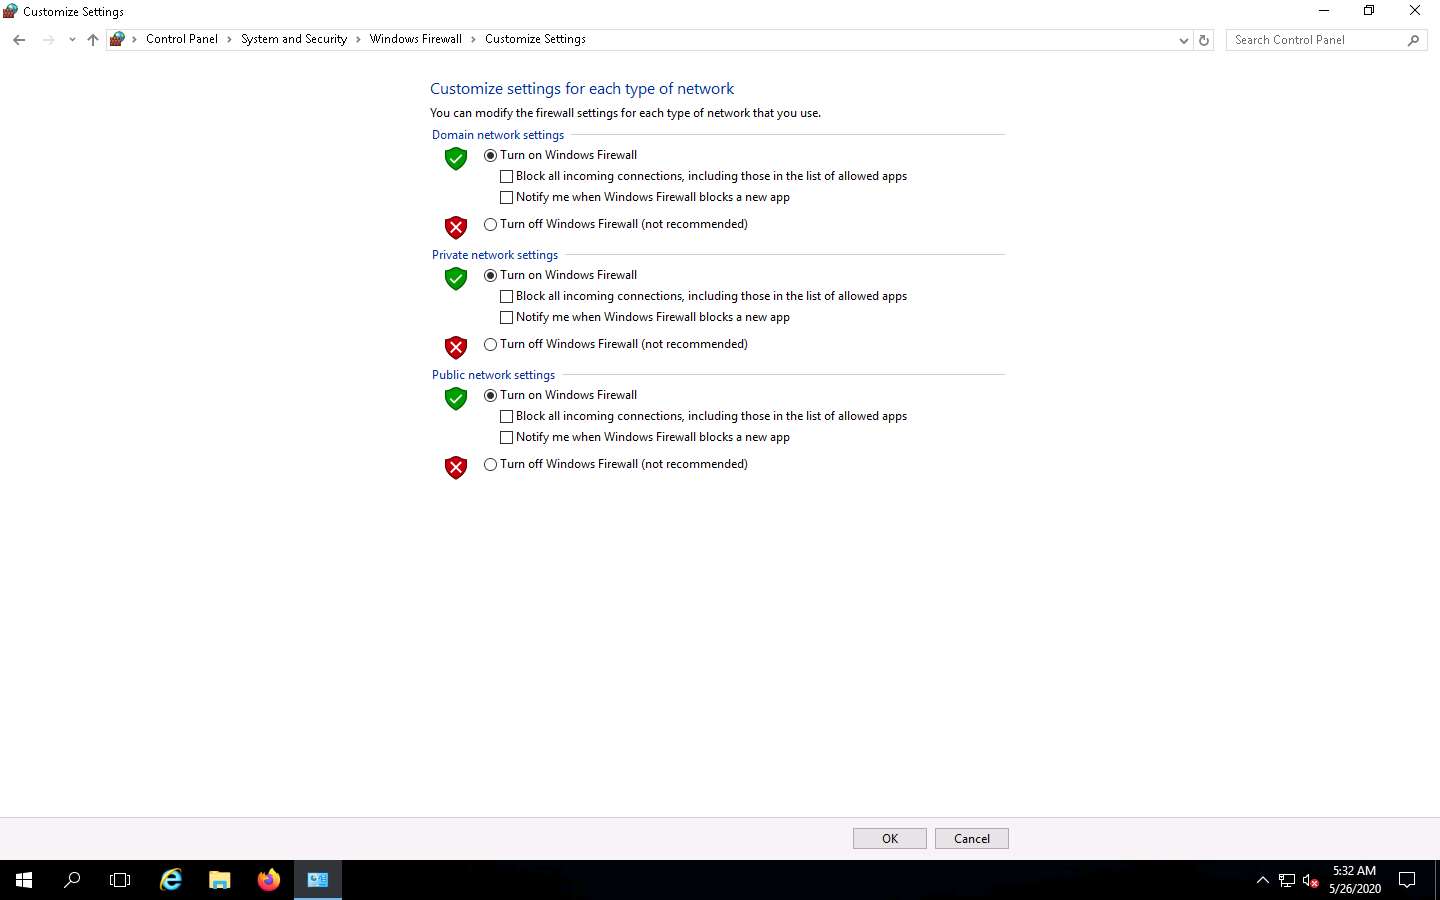 Customize Settings
Control Panel > System and Security > Windows Firewall > Customize Settings
Search Control Panel
Customize settings for each type of network
You can modify the firewall settings for each type of network that you use.
Domain network settings
Turn on Windows Firewall
Block all incoming connections, including those in the list of allowed apps
Notify me when Windows Firewall blocks a new app
Turn off Windows Firewall (not recommended)
Private network settings
Turn on Windows Firewall
Block all incoming connections, including those in the list of allowed apps
Notify me when Windows Firewall blocks a new app
Turn off Windows Firewall (not recommended)
Public network settings
Turn on Windows Firewall
Block all incoming connections, including those in the list of allowed apps
Notify me when Windows Firewall blocks a new app
Turn off Windows Firewall (not recommended)
OK Cancel
5:32 AM
5/26/2020